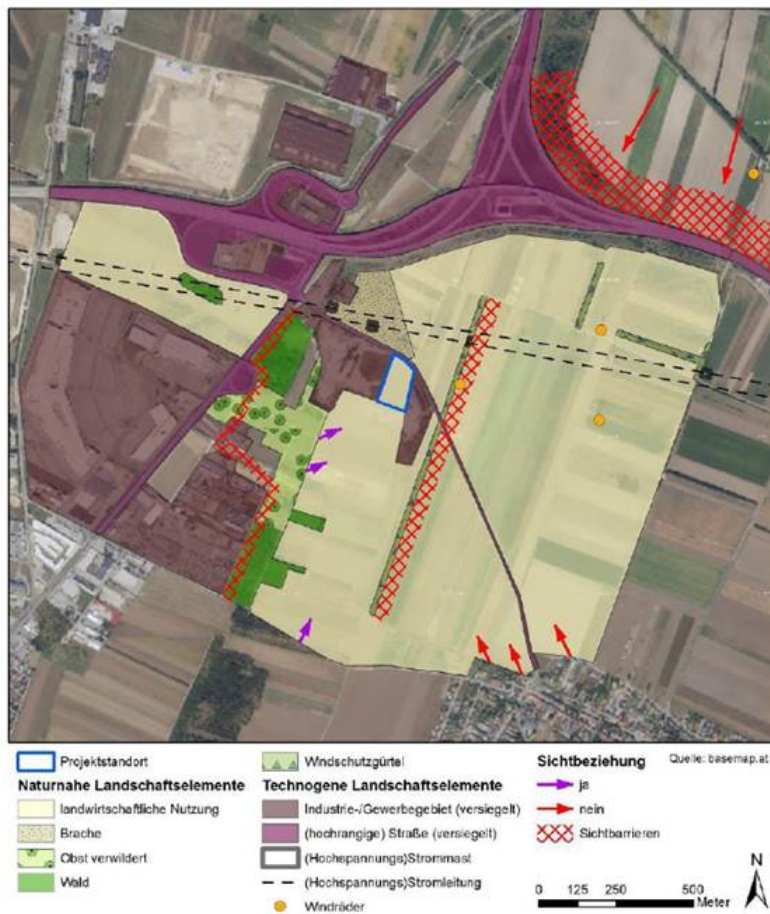 Projektstandort
Naturnahe Landschaftselemente
landwirtschaftliche Nutzung
Brache
Obst verwildert
Wald
Windschutzgürtel
Technogene Landschaftselemente
Industrie-/Gewerbegebiet (versiegelt)
(hochrangige) Straße (versiegelt)
(Hochspannungs)Strommast
(Hochspannungs)Stromleitung
Windräder
Sichtbeziehung
Quelle: basemap.at
ja
nein
Sichtbarrieren
N
0 125 250 500
Meter